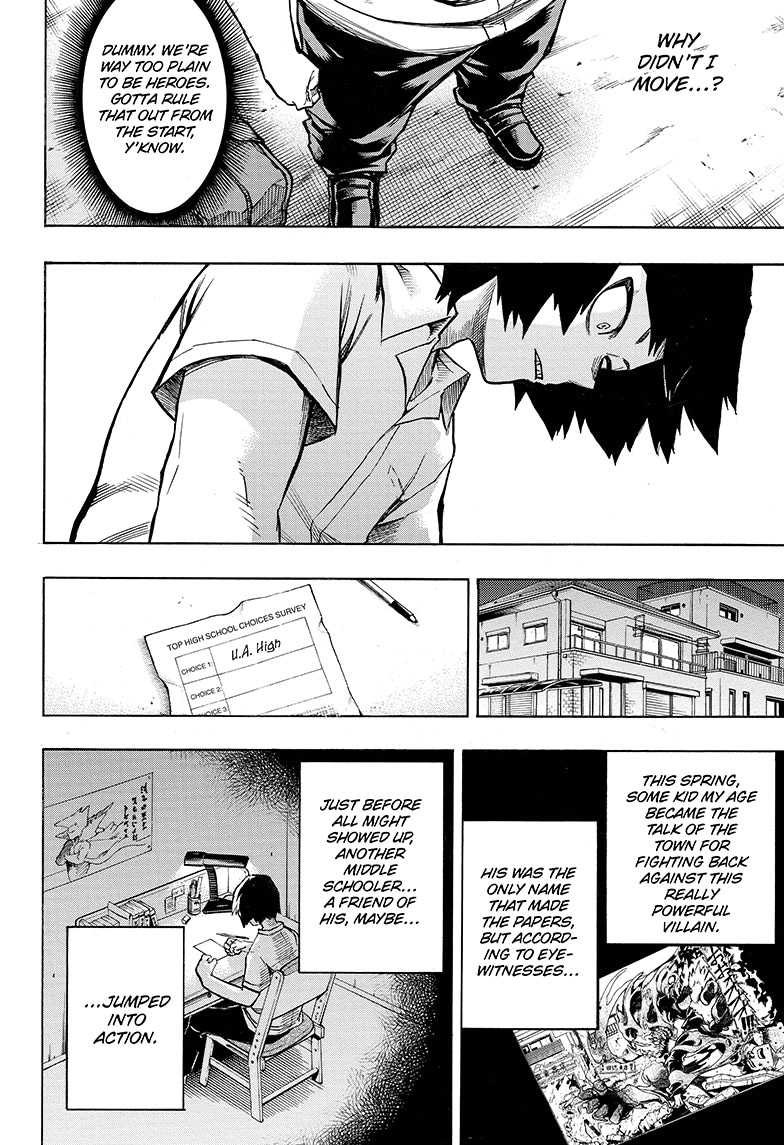 WHY
DIDN'T I
MOVE...?
DUMMY. WE'RE
WAY TOO PLAIN
TO BE HEROES.
GOTTA RULE
THAT OUT FROM
THE START,
Y'KNOW.
TOP HIGH SCHOOL CHOICES SURVEY
CHOICE 1:
U.A. High
CHOICE 2:
CHOICE 3:
THIS SPRING,
SOME KID MY AGE
BECAME THE
TALK OF THE
TOWN FOR
FIGHTING BACK
AGAINST THIS
REALLY
POWERFUL
VILLAIN.
HIS WAS THE
ONLY NAME
THAT MADE
THE PAPERS,
BUT ACCORD-
ING TO EYE-
WITNESSES...
JUST BEFORE
ALL MIGHT
SHOWED UP,
ANOTHER
MIDDLE
SCHOOLER...
A FRIEND OF
HIS, MAYBE...
...JUMPED
INTO
ACTION.